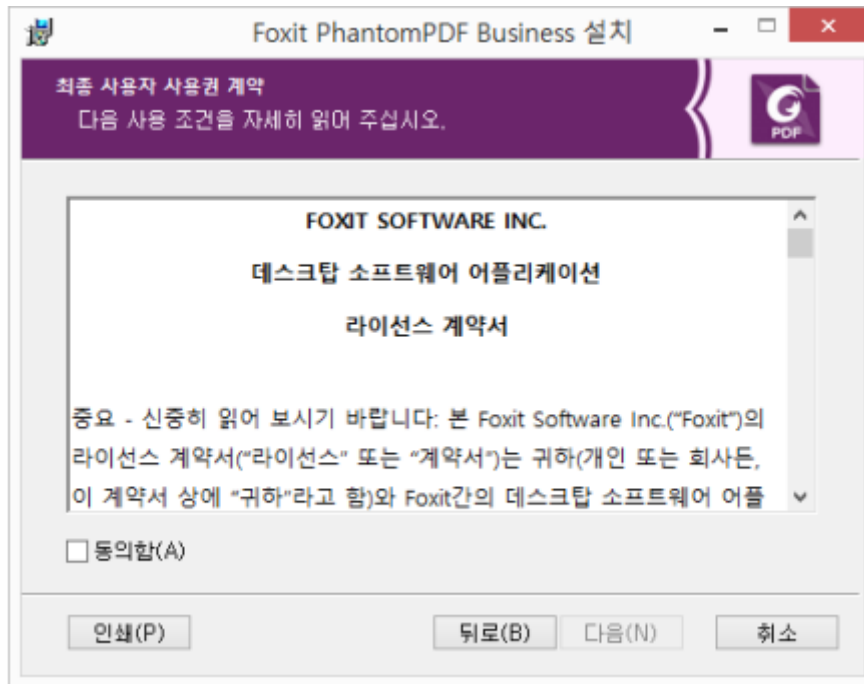 Foxit PhantomPDF Business 설치
최종 사용자 사용권 계약
다음 사용 조건을 자세히 읽어 주십시오.
PDF
FOXIT SOFTWARE INC.
데스크탑 소프트웨어 어플리케이션
라이선스 계약서
중요 - 신중히 읽어 보시기 바랍니다: 본 Foxit Software Inc.(“Foxit”)의
라이선스 계약서(“라이선스” 또는 “계약서”)는 귀하(개인 또는 회사든,
이 계약서 상에 “귀하”라고 함)와 Foxit간의 데스크탑 소프트웨어 어플
동의함(A)
인쇄(P) 뒤로(B) 다음(N) 취소